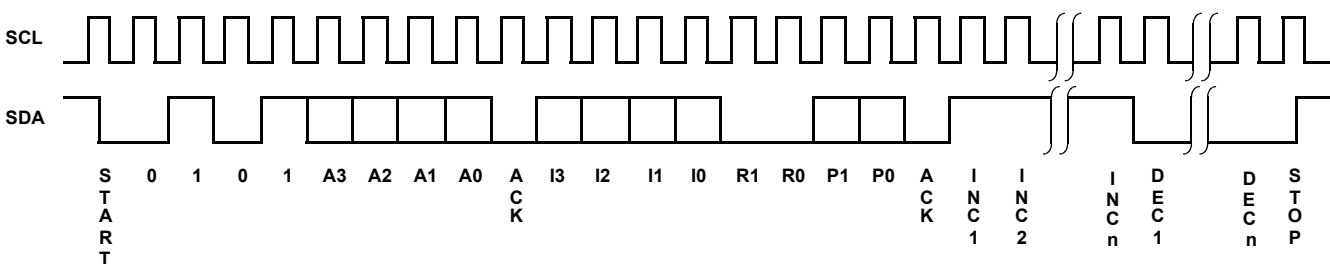 SCL
SDA
START 0 1 0 1 A3 A2 A1 A0 ACK I3 I2 I1 I0 R1 R0 P1 P0 ACK INC1 INC2 INCn DEC1 DECn STOP